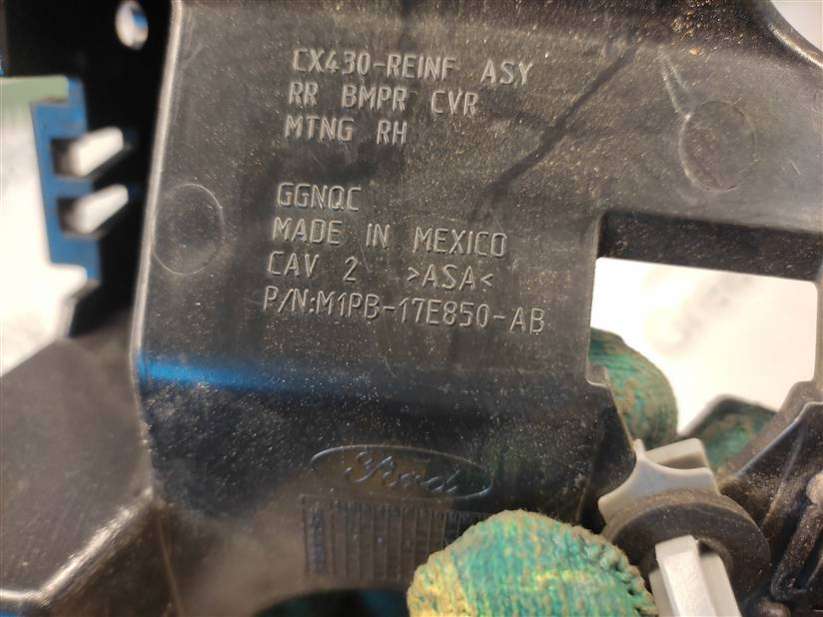 CX430-REINF ASY
RR BMPR CVR
MTNG RH
GGNQC
MADE IN MEXICO
CAV 2 >ASA<
P/N:M1PB-17E850-AB
Ford